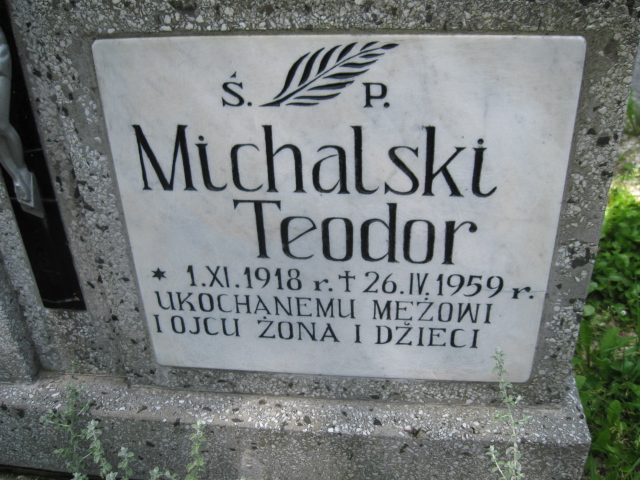 Ś. P.
Michalski
Teodor
* 1.XI.1918 r. † 26.IV.1959 r.
UKOCHANEMU MĘŻOWI
I OJCU ŻONA I DZIECI